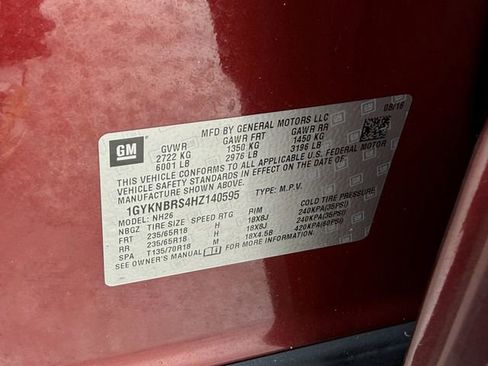 MFD BY GENERAL MOTORS LLC 08/16
GM GVWR GAWR FRT GAWR RR
2722 KG 1350 KG 1450 KG
6001 LB 2976 LB 3196 LB
THIS VEHICLE CONFORMS TO ALL APPLICABLE U.S. FEDERAL MOTOR
VEHICLE SAFETY STANDARDS IN EFFECT ON THE DATE OF
MANUFACTURE SHOWN ABOVE.
1GYKNBRS4HZ140595 TYPE: M.P.V.
MODEL: NH26
NBGZ TIRE SIZE SPEED RTG RIM COLD TIRE PRESSURE
FRT 235/65R18 H 18X8J 240KPA(35PSI)
RR 235/65R18 H 18X8J 240KPA(35PSI)
SPA T135/70R18 18X4.5B 420KPA(60PSI)
SEE OWNER'S MANUAL FOR MORE INFORMATION.